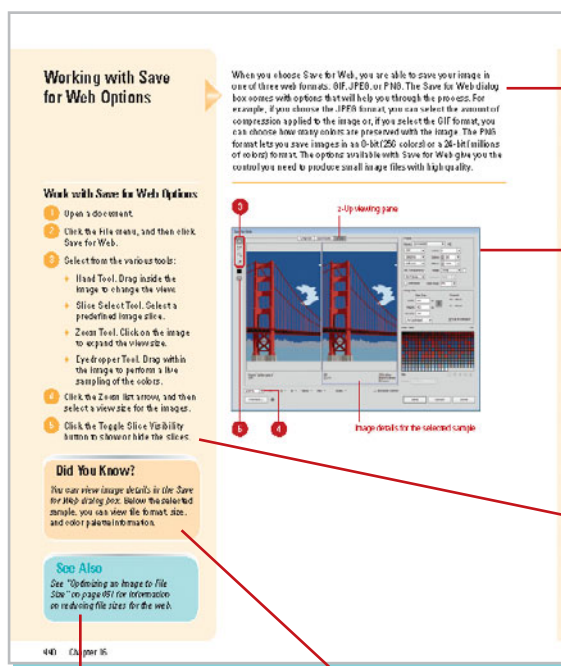 Working with Save
for Web Options
When you choose Save for Web, you are able to save your image in
one of three web formats: GIF, JPEG, or PNG. The Save for Web dialog
box comes with options that will help you through the process. For
example, if you choose the JPEG format, you can select the amount of
compression applied to the image or, if you select the GIF format, you
can choose how many colors are preserved with the image. The PNG
format lets you save images in an 8-bit (256 colors) or a 24-bit (millions
of colors) format. The options available with Save for Web give you the
control you need to produce small image files with high quality.
Work with Save for Web Options
1 Open a document.
2 Click the File menu, and then click
Save for Web.
3 Select from the various tools:
Hand Tool. Drag inside the
image to change the view.
Slice Select Tool. Select a
predefined image slice.
Zoom Tool. Click on the image
to expand the view size.
Eyedropper Tool. Drag within
the image to perform a live
sampling of the colors.
4 Click the Zoom list arrow, and then
select a view size for the images.
5 Click the Toggle Slice Visibility
button to show or hide the slices.
3
2-Up viewing pane
5
4
Image details for the selected sample
Did You Know?
You can view image details in the Save
for Web dialog box. Below the selected
sample, you can view file format, size,
and color palette information.
See Also
See "Optimizing an Image to File
Size" on page 451 for information
on reducing file sizes for the web.
440 Chapter 16